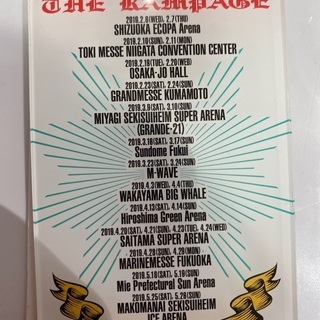 THE RAMPAGE
2019.2.6(WED), 2.7(THU)
SHIZUOKA ECOPA Arena
2019.2.10(SUN), 2.11(MON)
TOKI MESSE NIIGATA CONVENTION CENTER
2019.2.19(TUE), 2.20(WED)
OSAKA-JO HALL
2019.2.23(SAT), 2.24(SUN)
GRANDMESSE KUMAMOTO
2019.3.9(SAT), 3.10(SUN)
MIYAGI SEKISUIHEIM SUPER ARENA
(GRANDE-21)
2019.3.16(SAT), 3.17(SUN)
Sundome Fukui
2019.3.23(SAT), 3.24(SUN)
M-WAVE
2019.4.3(WED), 4.4(THU)
WAKAYAMA BIG WHALE
2019.4.13(SAT), 4.14(SUN)
Hiroshima Green Arena
2019.4.20(SAT), 4.21(SUN), 4.23(TUE), 4.24(WED)
SAITAMA SUPER ARENA
2019.4.28(SUN), 4.29(MON)
MARINEMESSE FUKUOKA
2019.5.18(SAT), 5.19(SUN)
Mie Prefectural Sun Arena
2019.5.25(SAT), 5.26(SUN)
MAKOMANAI SEKISUIHEIM
ICE ARENA